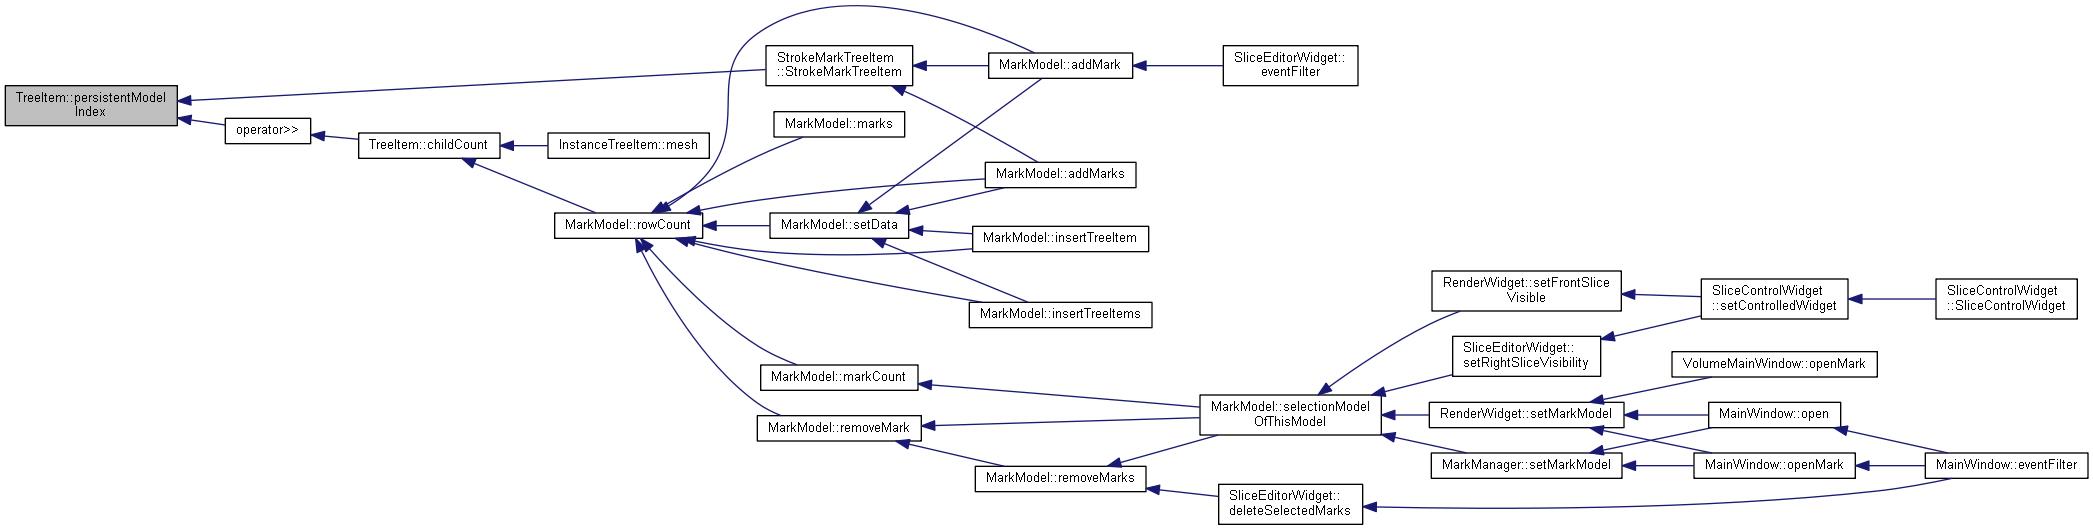 TreeItem::persistentModel
Index
operator>>
TreeItem::childCount
InstanceTreeItem::mesh
MarkModel::rowCount
StrokeMarkTreeItem
::StrokeMarkTreeItem
MarkModel::marks
MarkModel::setData
MarkModel::markCount
MarkModel::removeMark
MarkModel::addMark
MarkModel::addMarks
MarkModel::insertTreeItem
MarkModel::insertTreeItems
MarkModel::removeMarks
SliceEditorWidget::
eventFilter
MarkModel::selectionModel
OfThisModel
SliceEditorWidget::
deleteSelectedMarks
RenderWidget::setFrontSlice
Visible
SliceEditorWidget::
setRightSliceVisibility
RenderWidget::setMarkModel
MarkManager::setMarkModel
SliceControlWidget
::setControlledWidget
VolumeMainWindow::openMark
MainWindow::open
MainWindow::openMark
SliceControlWidget
::SliceControlWidget
MainWindow::eventFilter